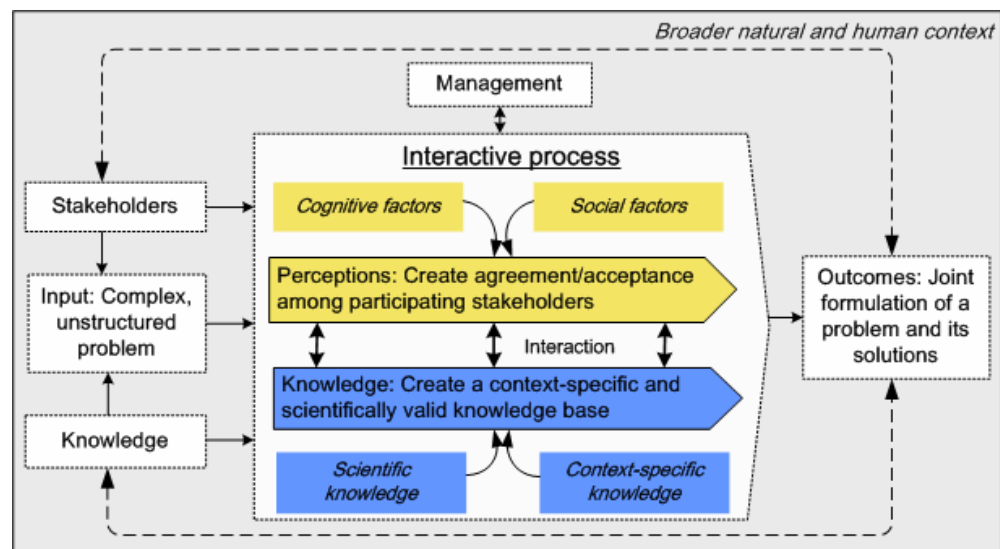 Broader natural and human context
Management
Interactive process
Stakeholders
Cognitive factors
Social factors
Input: Complex,
unstructured
problem
Perceptions: Create agreement/acceptance
among participating stakeholders
Interaction
Outcomes: Joint
formulation of a
problem and its
solutions
Knowledge: Create a context-specific and
scientifically valid knowledge base
Knowledge
Scientific
knowledge
Context-specific
knowledge